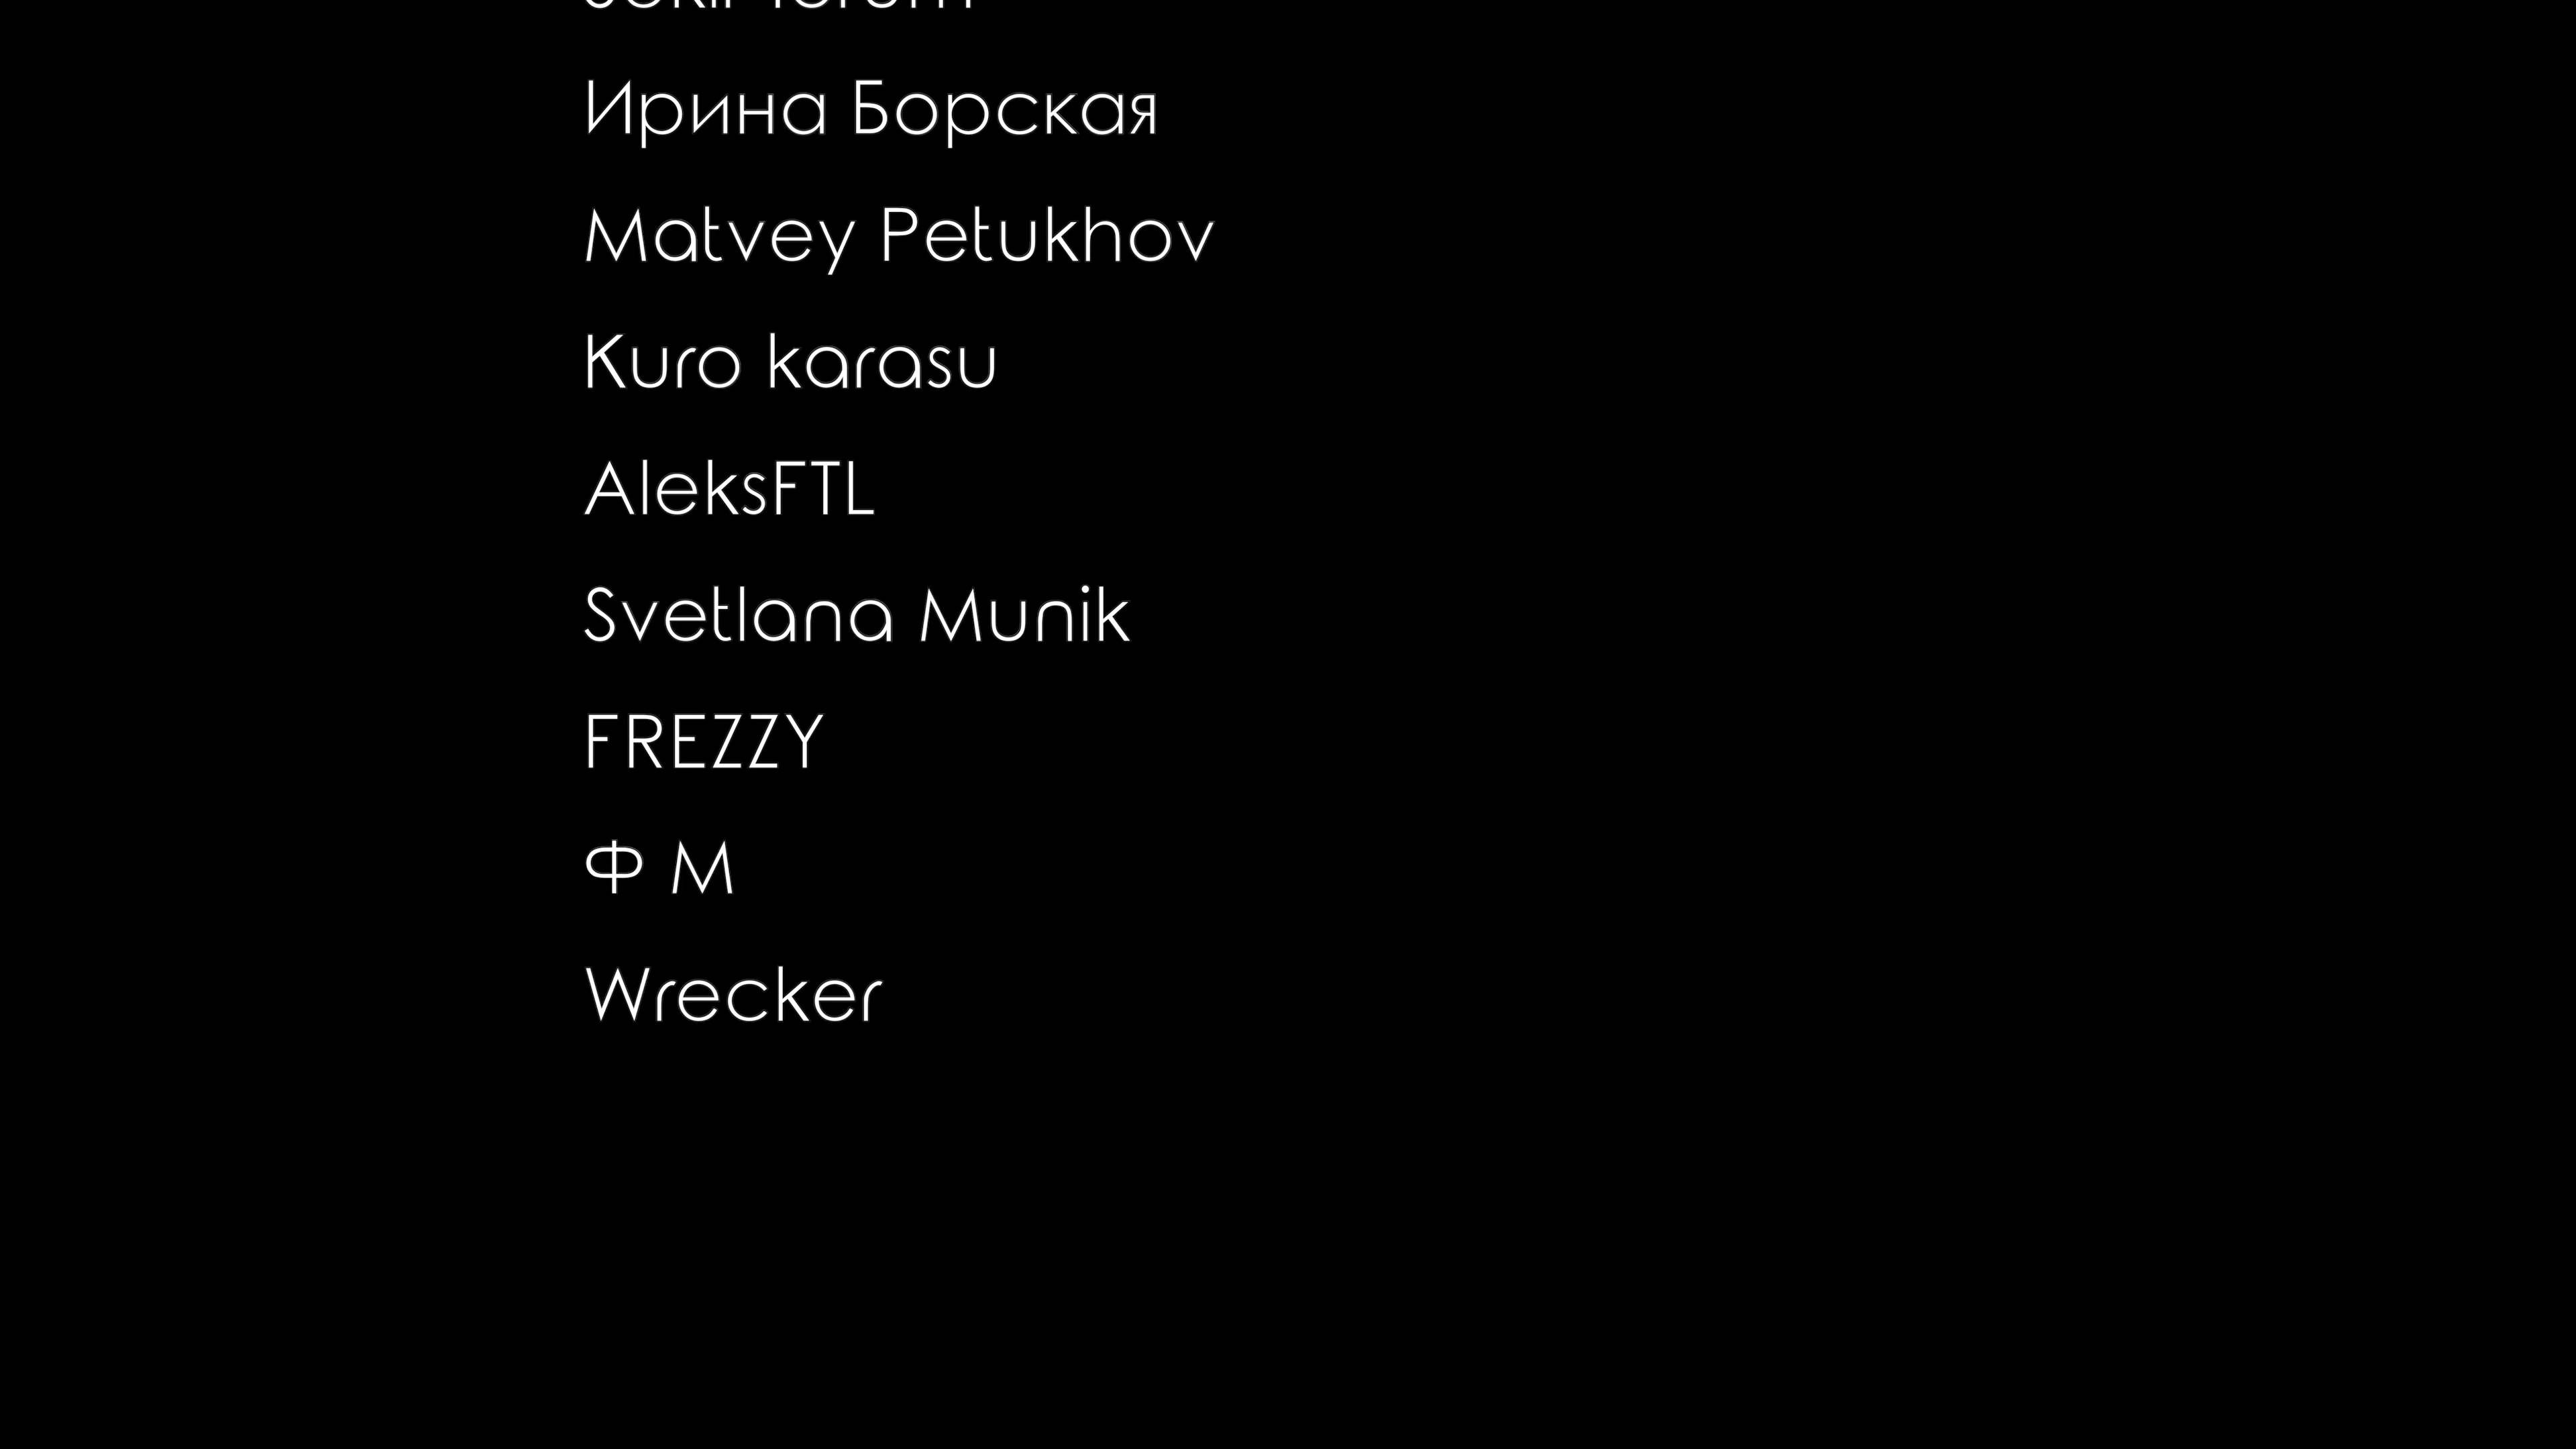 Ирина Борская
Matvey Petukhov
Kuro karasu
AleksFTL
Svetlana Munik
FREZZY
Ф М
Wrecker